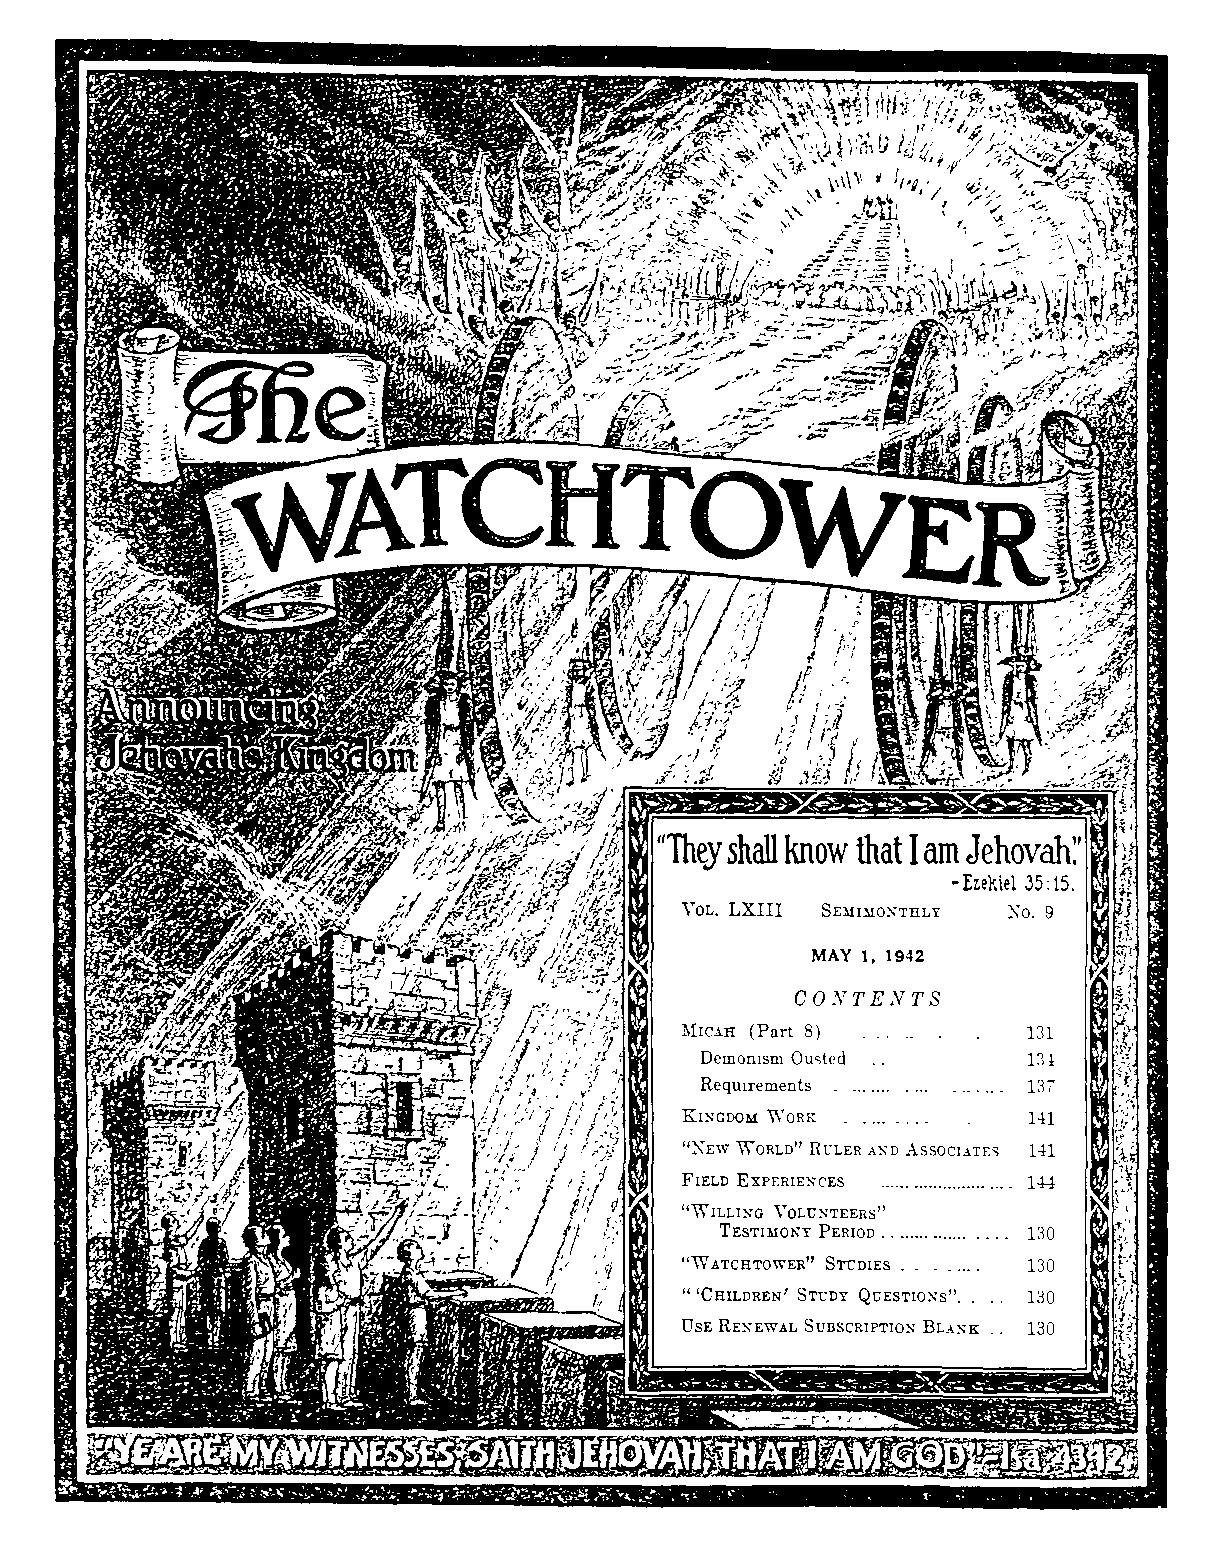 The
WATCHTOWER
Announcing
Jehovahs Kingdom
"They shall know that I am Jehovah."
-Ezekiel 35:15.
VOL. LXIII SEMIMONTHLY No. 9
MAY 1, 1942
CONTENTS
MICAH (Part 8) ... .. . . 131
Demonism Ousted .. 134
Requirements . ......... ... ....... 137
KINGDOM WORK . ..... .... . 141
"NEW WORLD" RULER AND ASSOCIATES 141
FIELD EXPERIENCES ........................... 144
"WILLING VOLUNTEERS"
TESTIMONY PERIOD ............... .... 130
"WATCHTOWER" STUDIES . . . ..... 130
"'CHILDREN' STUDY QUESTIONS". . . .. 130
USE RENEWAL SUBSCRIPTION BLANK .. 130
"YE ARE MY WITNESSES, SAITH JEHOVAH, THAT I AM GOD."-Isa. 43:12